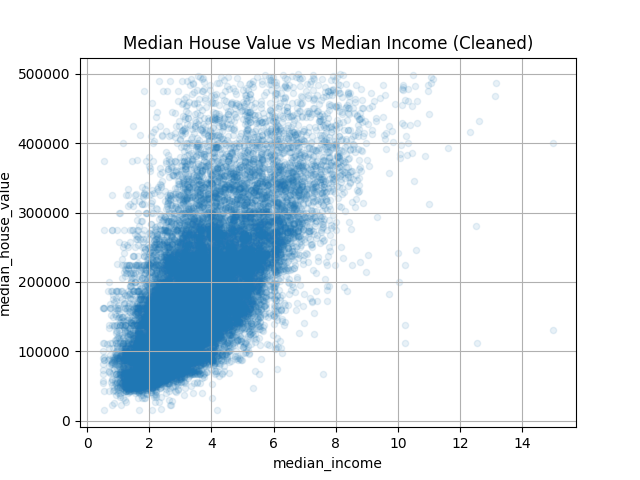 Median House Value vs Median Income (Cleaned)
500000
400000
300000
200000
100000
0
median_house_value
0 2 4 6 8 10 12 14
median_income